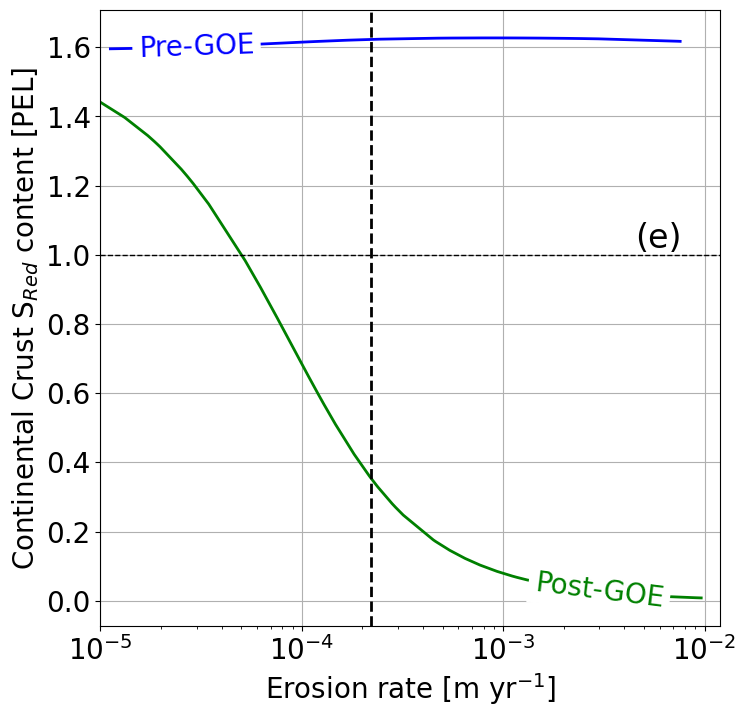 1.6
1.4
1.2
1.0
0.8
0.6
0.4
0.2
0.0
Continental Crust S_Red content [PEL]
Pre-GOE
(e)
Post-GOE
10⁻⁵
10⁻⁴
10⁻³
10⁻²
Erosion rate [m yr⁻¹]